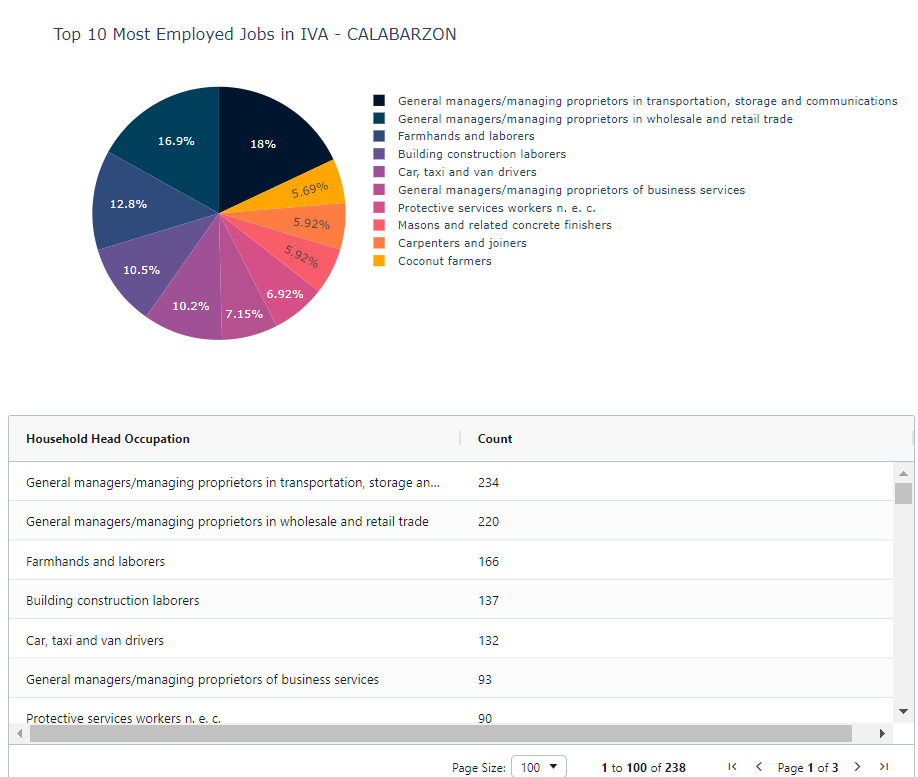 Top 10 Most Employed Jobs in IVA - CALABARZON
18%
16.9%
12.8%
10.5%
10.2%
7.15%
6.92%
5.92%
5.92%
5.69%
General managers/managing proprietors in transportation, storage and communications
General managers/managing proprietors in wholesale and retail trade
Farmhands and laborers
Building construction laborers
Car, taxi and van drivers
General managers/managing proprietors of business services
Protective services workers n. e. c.
Masons and related concrete finishers
Carpenters and joiners
Coconut farmers
Household Head Occupation Count
General managers/managing proprietors in transportation, storage an... 234
General managers/managing proprietors in wholesale and retail trade 220
Farmhands and laborers 166
Building construction laborers 137
Car, taxi and van drivers 132
General managers/managing proprietors of business services 93
Protective services workers n. e. c. 90
Page Size: 100 1 to 100 of 238 Page 1 of 3